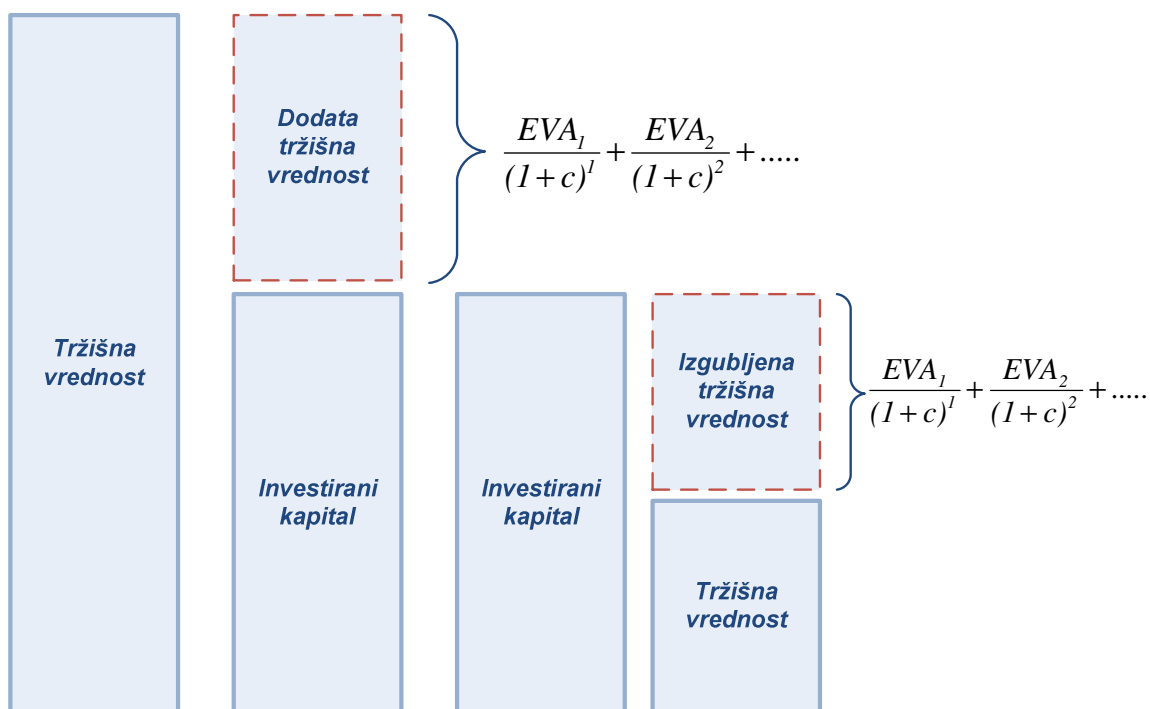 Dodata
tržišna
vrednost
EVA₁/(1+c)¹ + EVA₂/(1+c)² + .....
Tržišna
vrednost
Investirani
kapital
Investirani
kapital
Izgubljena
tržišna
vrednost
EVA₁/(1+c)¹ + EVA₂/(1+c)² + .....
Tržišna
vrednost